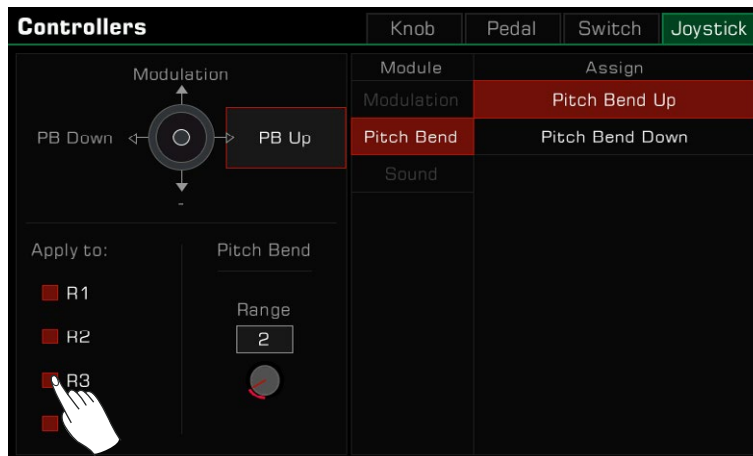 Controllers
Knob
Pedal
Switch
Joystick
Modulation
PB Down
PB Up
-
Module
Assign
Modulation
Pitch Bend Up
Pitch Bend
Pitch Bend Down
Sound
Apply to:
R1
R2
R3
Pitch Bend
Range
2